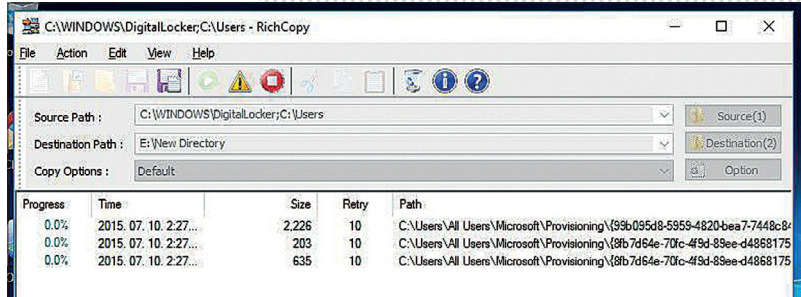 C:\WINDOWS\DigitalLocker;C:\Users - RichCopy
File Action Edit View Help
Source Path : C:\WINDOWS\DigitalLocker;C:\Users Source(1)
Destination Path : E:\New Directory Destination(2)
Copy Options : Default Option
Progress Time Size Retry Path
0.0% 2015. 07. 10. 2:27... 2,226 10 C:\Users\All Users\Microsoft\Provisioning\{99b095d8-5959-4820-bea7-7448c84
0.0% 2015. 07. 10. 2:27... 203 10 C:\Users\All Users\Microsoft\Provisioning\{8fb7d64e-70fc-4f9d-89ee-d4868175
0.0% 2015. 07. 10. 2:27... 635 10 C:\Users\All Users\Microsoft\Provisioning\{8fb7d64e-70fc-4f9d-89ee-d4868175